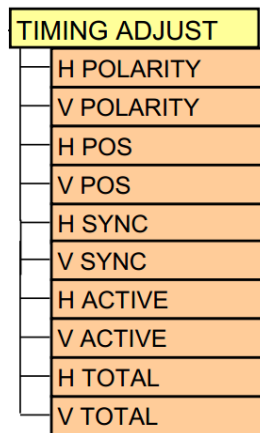 TIMING ADJUST
H POLARITY
V POLARITY
H POS
V POS
H SYNC
V SYNC
H ACTIVE
V ACTIVE
H TOTAL
V TOTAL